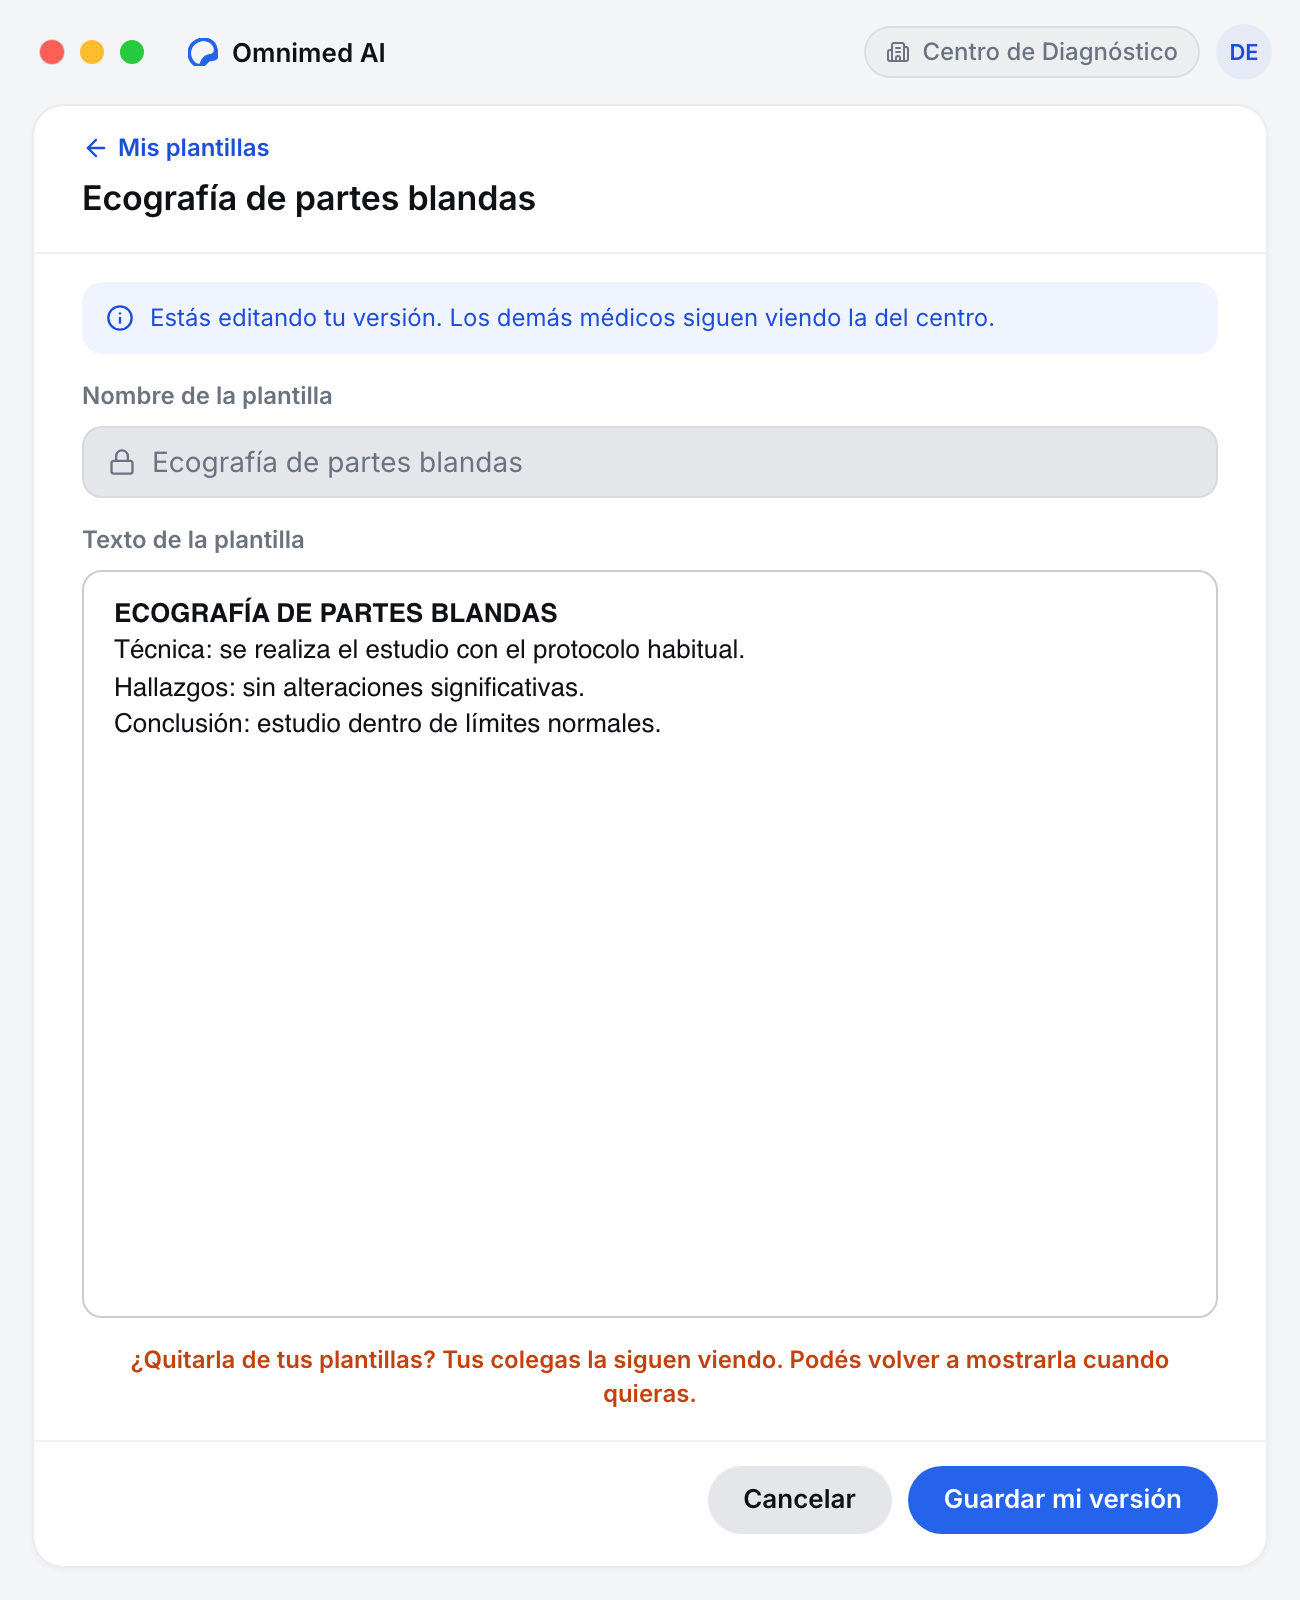 Omnimed AI
Centro de Diagnóstico
DE
Mis plantillas
Ecografía de partes blandas
Estás editando tu versión. Los demás médicos siguen viendo la del centro.
Nombre de la plantilla
Ecografía de partes blandas
Texto de la plantilla
ECOGRAFÍA DE PARTES BLANDAS
Técnica: se realiza el estudio con el protocolo habitual.
Hallazgos: sin alteraciones significativas.
Conclusión: estudio dentro de límites normales.
¿Quitarla de tus plantillas? Tus colegas la siguen viendo. Podés volver a mostrarla cuando
quieras.
Cancelar
Guardar mi versión